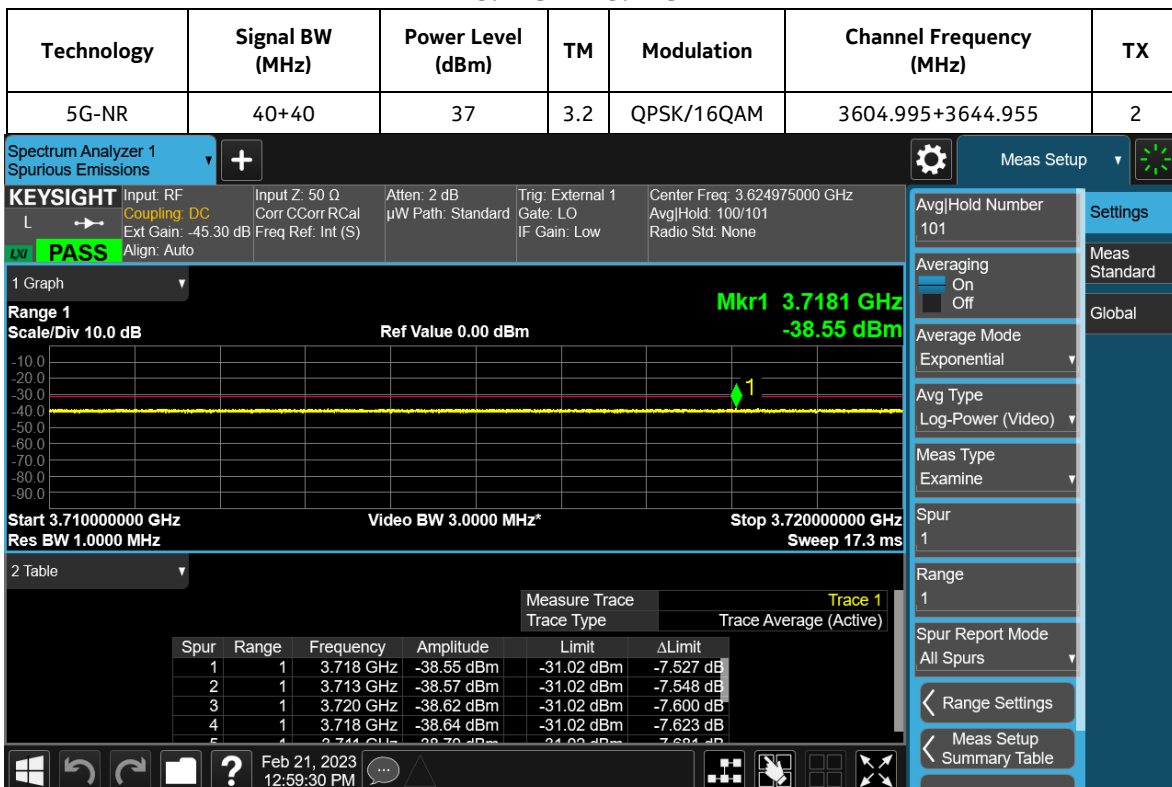 Technology Signal BW (MHz) Power Level (dBm) TM Modulation Channel Frequency (MHz) TX
5G-NR 40+40 37 3.2 QPSK/16QAM 3604.995+3644.955 2
Spectrum Analyzer 1
Spurious Emissions
+
Meas Setup
KEYSIGHT
L
LXI PASS
Input: RF
Coupling: DC
Ext Gain: -45.30 dB
Align: Auto
Input Z: 50 Ω
Corr CCorr RCal
Freq Ref: Int (S)
Atten: 2 dB
µW Path: Standard
Trig: External 1
Gate: LO
IF Gain: Low
Center Freq: 3.624975000 GHz
Avg|Hold: 100/101
Radio Std: None
1 Graph
Range 1
Scale/Div 10.0 dB
Ref Value 0.00 dBm
Mkr1 3.7181 GHz
-38.55 dBm
-10.0
-20.0
-30.0
-40.0
-50.0
-60.0
-70.0
-80.0
-90.0
1
Start 3.710000000 GHz
Video BW 3.0000 MHz*
Stop 3.720000000 GHz
Res BW 1.0000 MHz
Sweep 17.3 ms
2 Table
Measure Trace Trace 1
Trace Type Trace Average (Active)
Spur Range Frequency Amplitude Limit ΔLimit
1 1 3.718 GHz -38.55 dBm -31.02 dBm -7.527 dB
2 1 3.713 GHz -38.57 dBm -31.02 dBm -7.548 dB
3 1 3.720 GHz -38.62 dBm -31.02 dBm -7.600 dB
4 1 3.718 GHz -38.64 dBm -31.02 dBm -7.623 dB
Avg|Hold Number
101
Averaging
On
Off
Average Mode
Exponential
Avg Type
Log-Power (Video)
Meas Type
Examine
Spur
1
Range
1
Spur Report Mode
All Spurs
Range Settings
Meas Setup
Summary Table
Settings
Meas
Standard
Global
?
Feb 21, 2023
12:59:30 PM